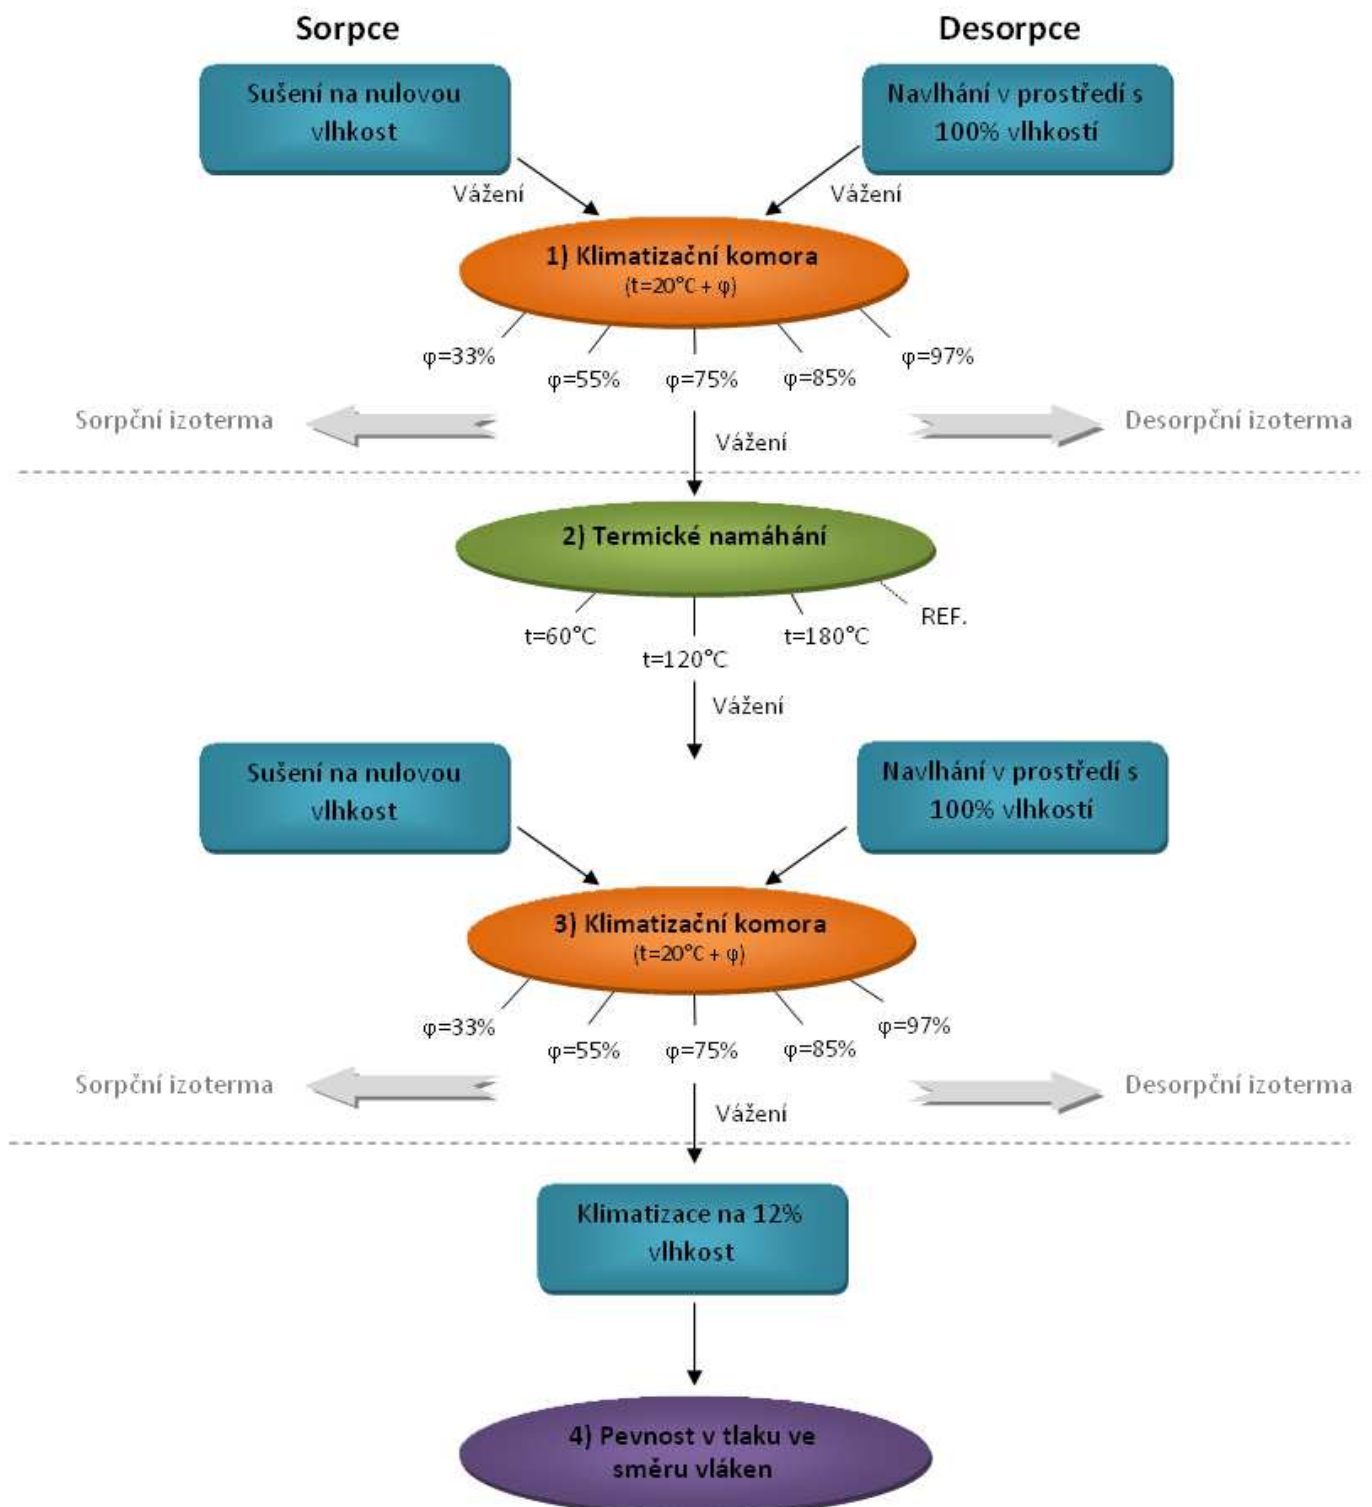 Sorpce
Desorpce
Sušení na nulovou
vlhkost
Navlhání v prostředí s
100% vlhkostí
Vážení
Vážení
1) Klimatizační komora
(t=20°C + φ)
φ=33%
φ=55%
φ=75%
φ=85%
φ=97%
Sorpční izoterma
Desorpční izoterma
Vážení
2) Termické namáhání
t=60°C
t=120°C
t=180°C
REF.
Vážení
Sušení na nulovou
vlhkost
Navlhání v prostředí s
100% vlhkostí
3) Klimatizační komora
(t=20°C + φ)
φ=33%
φ=55%
φ=75%
φ=85%
φ=97%
Sorpční izoterma
Desorpční izoterma
Vážení
Klimatizace na 12%
vlhkost
4) Pevnost v tlaku ve
směru vláken